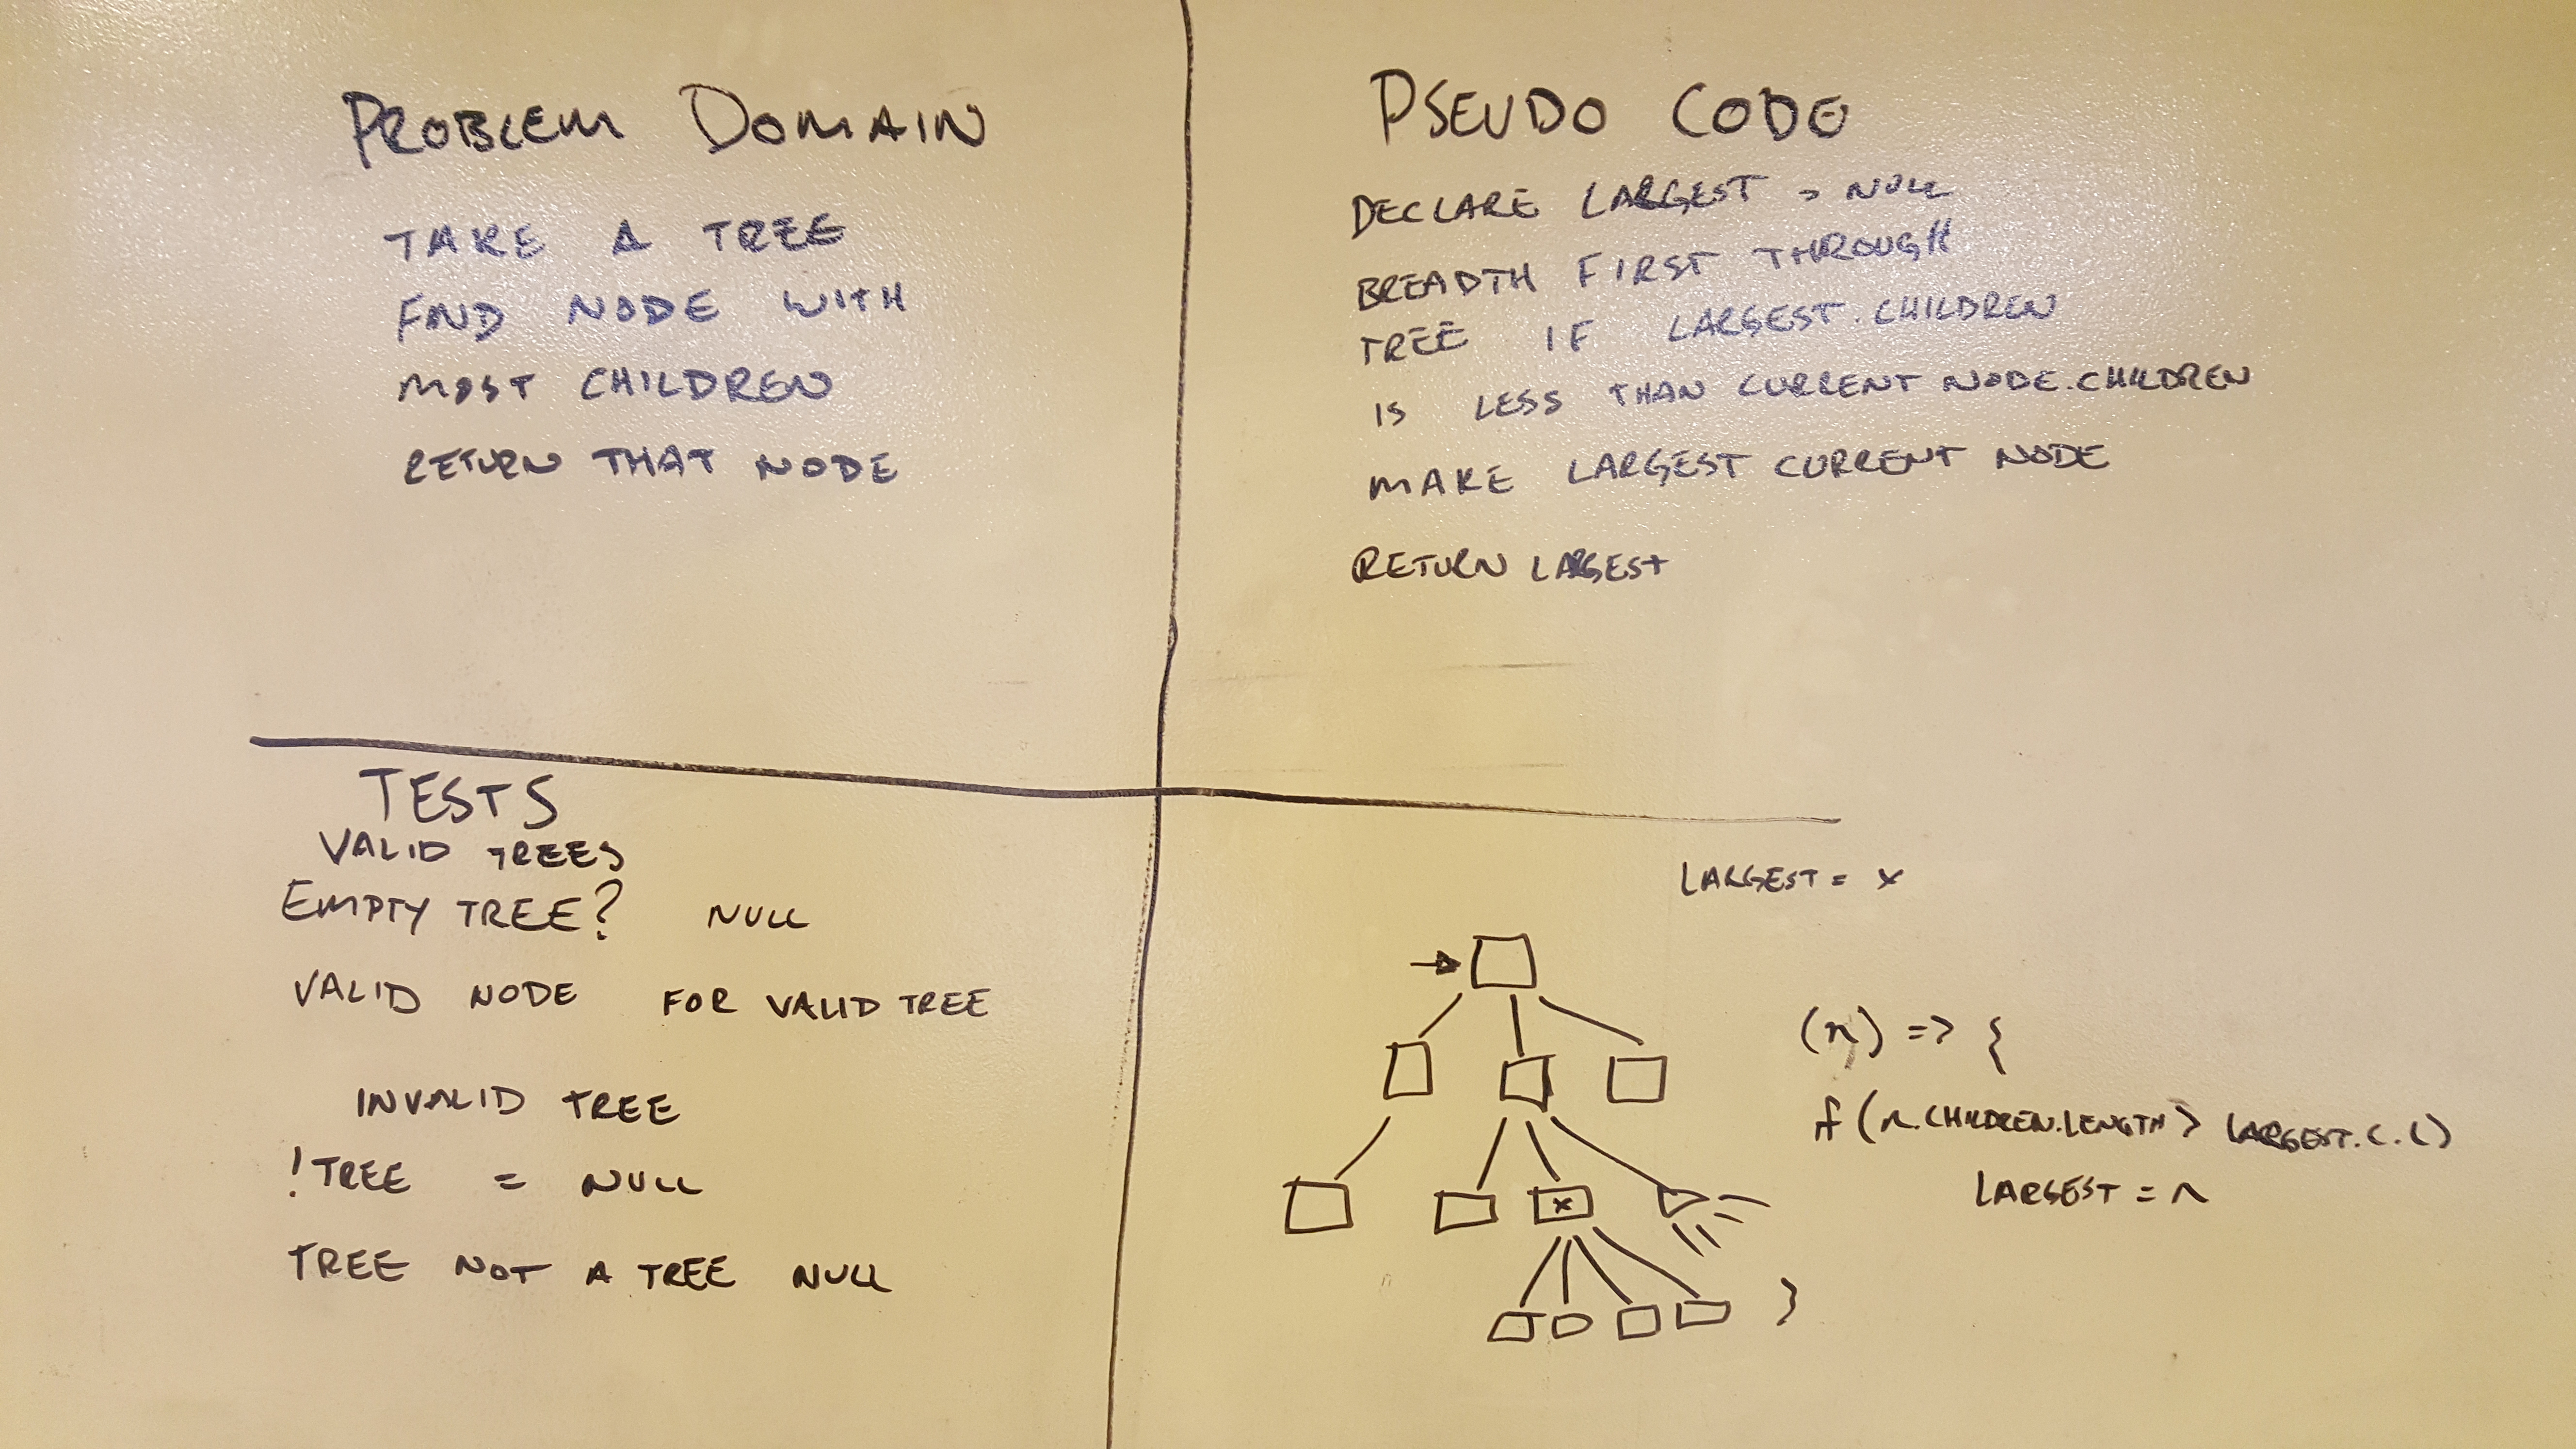 PROBLEM DOMAIN
TAKE A TREE
FIND NODE WITH
MOST CHILDREN
RETURN THAT NODE
PSEUDO CODE
DECLARE LARGEST = NULL
BREADTH FIRST THROUGH
TREE IF LARGEST.CHILDREN
IS LESS THAN CURRENT NODE.CHILDREN
MAKE LARGEST CURRENT NODE
RETURN LARGEST
TESTS
VALID TREES
EMPTY TREE? NULL
VALID NODE FOR VALID TREE
INVALID TREE
!TREE = NULL
TREE NOT A TREE NULL
LARGEST = x
x
(n) => {
if (n.CHILDREN.LENGTH > LARGEST.C.L)
LARGEST = n
}